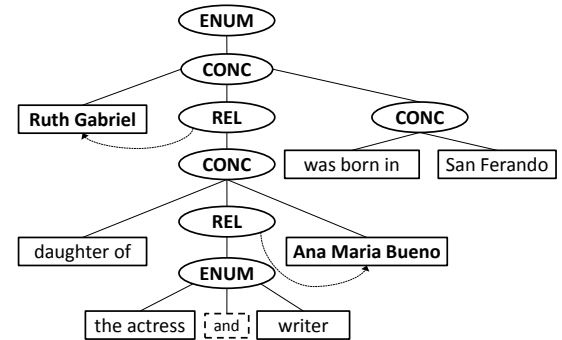 ENUM
CONC
Ruth Gabriel
REL
CONC
CONC
was born in
San Ferando
REL
daughter of
Ana Maria Bueno
ENUM
the actress
and
writer